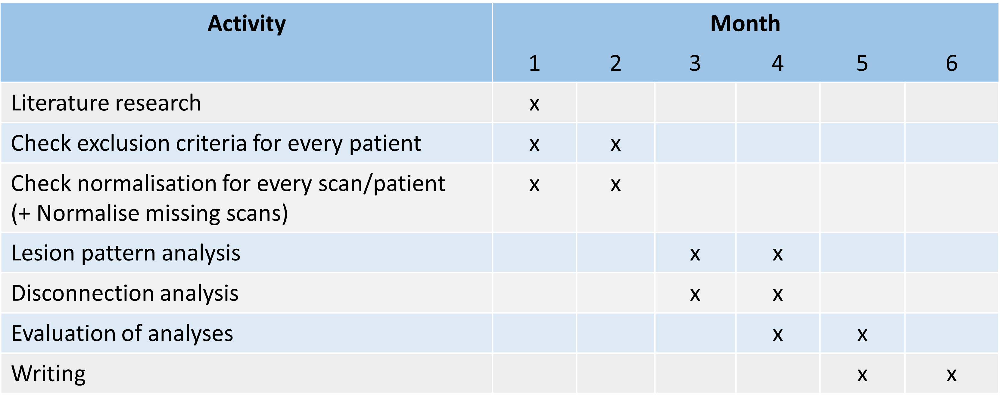 Activity Month
1 2 3 4 5 6
Literature research x
Check exclusion criteria for every patient x x
Check normalisation for every scan/patient x x
(+ Normalise missing scans)
Lesion pattern analysis x x
Disconnection analysis x x
Evaluation of analyses x x
Writing x x